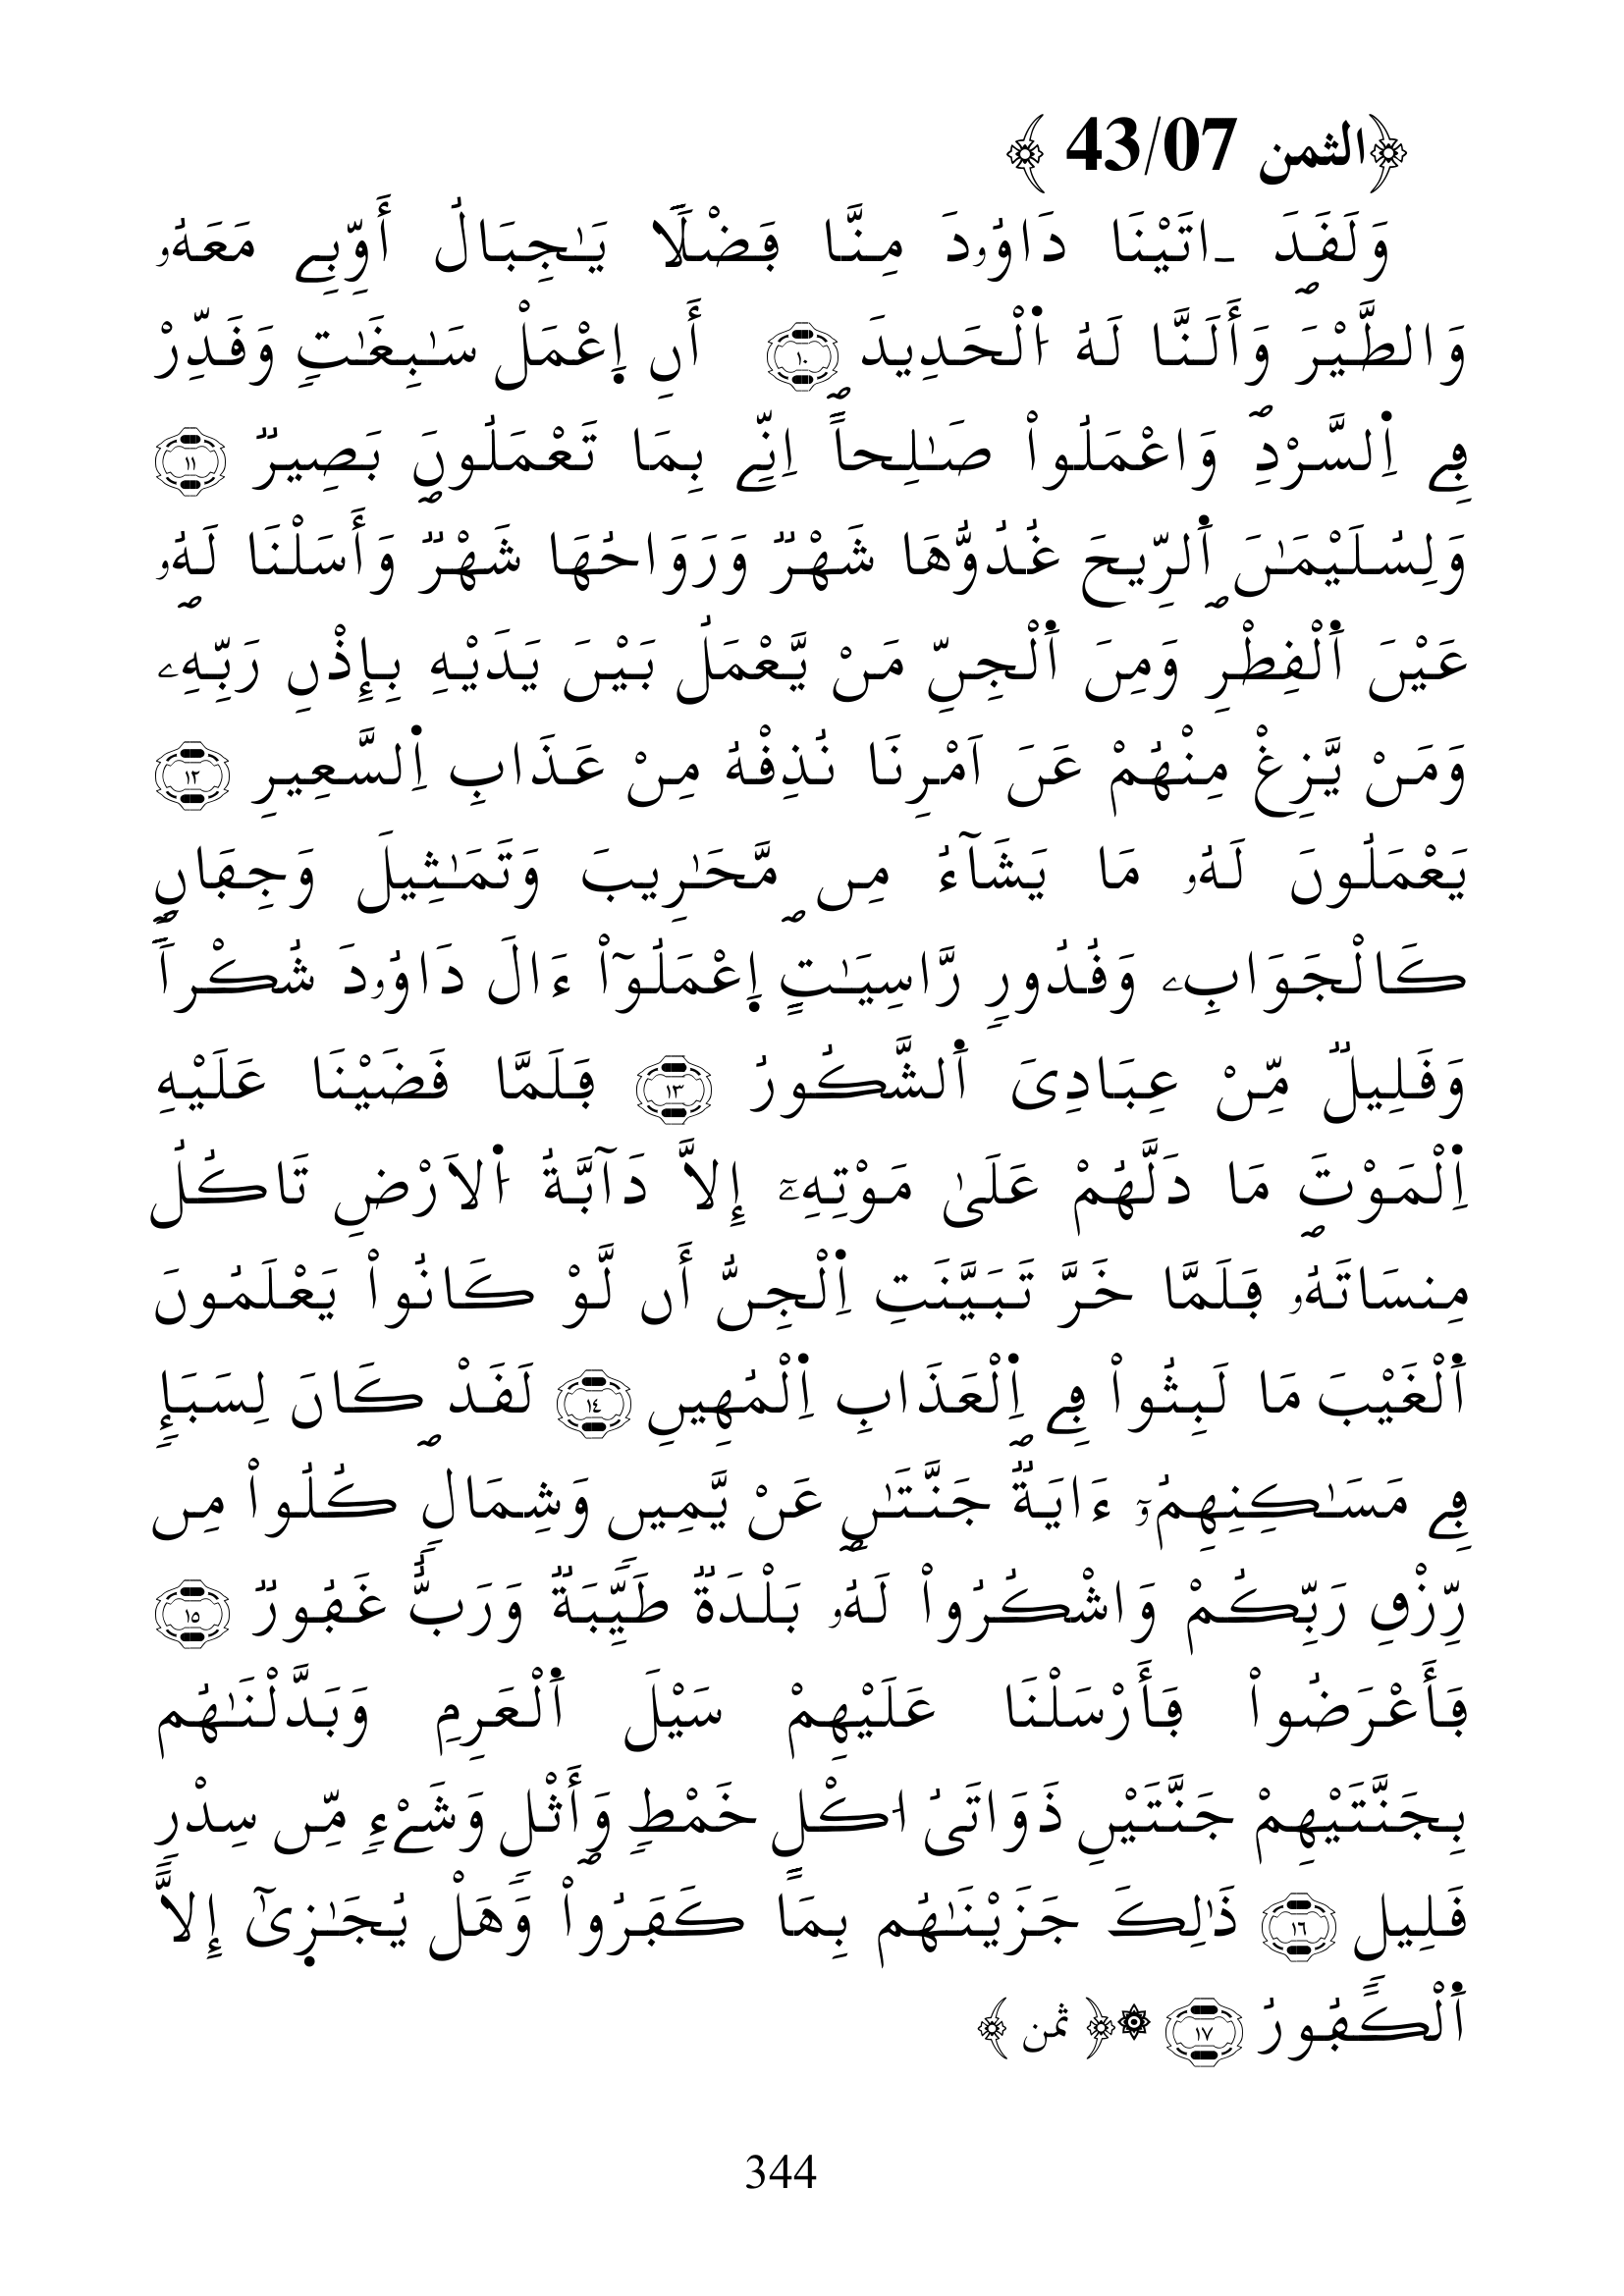 ﴿الثمن 43/07 ﴾
وَلَقَدَ ـاتَيْنَا دَاوُۥدَ مِنَّا فَضْلاٗۖ يَٰجِبَالُ أَوِّبِے مَعَهُۥ
وَالطَّيْرَ وَأَلَنَّا لَهُ اُ۬لْحَدِيدَۖ ١٠ أَنِ اِ۪عْمَلْ سَٰبِغَٰتٖ وَقَدِّرْ
فِے اِ۬لسَّرْدِۖ وَاعْمَلُواْ صَٰلِحاًۖ اِنِّے بِمَا تَعْمَلُونَ بَصِيرٞۖ ١١
وَلِسُلَيْمَٰنَ اَ۬لرِّيحَ غُدُوُّهَا شَهْرٞ وَرَوَاحُهَا شَهْرٞۖ وَأَسَلْنَا لَهُۥ
عَيْنَ اَ۬لْقِطْرِۖ وَمِنَ اَ۬لْجِنِّ مَنْ يَّعْمَلُ بَيْنَ يَدَيْهِ بِإِذْنِ رَبِّهِۦۖ
وَمَنْ يَّزِغْ مِنْهُمْ عَنَ اَمْرِنَا نُذِقْهُ مِنْ عَذَابِ اِ۬لسَّعِيرِ ١٢
يَعْمَلُونَ لَهُۥ مَا يَشَآءُ مِن مَّحَٰرِيبَ وَتَمَٰثِيلَ وَجِفَانٖ
كَالْجَوَابِۦ وَقُدُورٖ رَّاسِيَٰتٍۖ اِ۪عْمَلُوٓاْ ءَالَ دَاوُۥدَ شُكْراٗۖ
وَقَلِيلٞ مِّنْ عِبَادِيَ اَ۬لشَّكُورُۖ ١٣ فَلَمَّا قَضَيْنَا عَلَيْهِ
اِ۬لْمَوْتَ مَا دَلَّهُمْ عَلَىٰ مَوْتِهِۦٓ إِلاَّ دَآبَّةُ اُ۬لاَرْضِ تَاكُلُ
مِنسَاتَهُۥۖ فَلَمَّا خَرَّ تَبَيَّنَتِ اِ۬لْجِنُّ أَن لَّوْ كَانُواْ يَعْلَمُونَ
اَ۬لْغَيْبَ مَا لَبِثُواْ فِے اِ۬لْعَذَابِ اِ۬لْمُهِينِۖ ١٤ لَقَدْ كَانَ لِسَبَإٖ
فِے مَسَٰكِنِهِمُۥٓ ءَايَةٞۖ جَنَّتَٰنِ عَنْ يَّمِينٖ وَشِمَالٖۖ كُلُواْ مِن
رِّزْقِ رَبِّكُمْ وَاشْكُرُواْ لَهُۥۖ بَلْدَةٞ طَيِّبَةٞ وَرَبٌّ غَفُورٞۖ ١٥
فَأَعْرَضُواْ فَأَرْسَلْنَا عَلَيْهِمْ سَيْلَ اَ۬لْعَرِمِ وَبَدَّلْنَٰهُم
بِجَنَّتَيْهِمْ جَنَّتَيْنِ ذَوَاتَىُ ا۟كْلٍ خَمْطٖ وَأَثْلٖ وَشَےْءٖ مِّن سِدْرٖ
قَلِيلٖۖ ١٦ ذَٰلِكَ جَزَيْنَٰهُم بِمَا كَفَرُواْۖ وَهَلْ يُجَٰز۪ىٰٓ إِلاَّ
اَ۬لْكَفُورُۖ ١٧ ۞﴿ ثمن ﴾
344